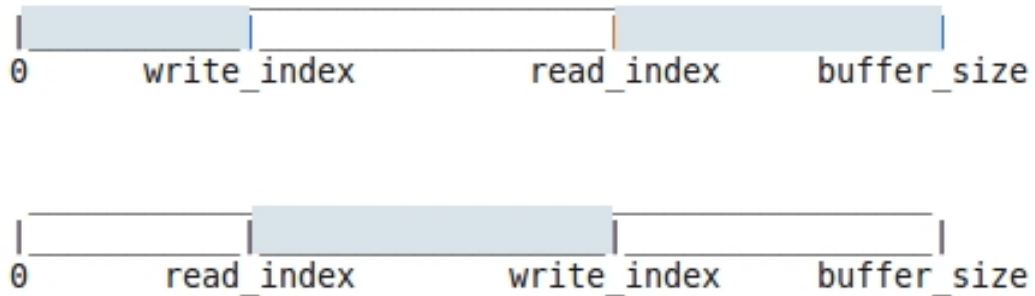 0 write_index read_index buffer_size
0 read_index write_index buffer_size